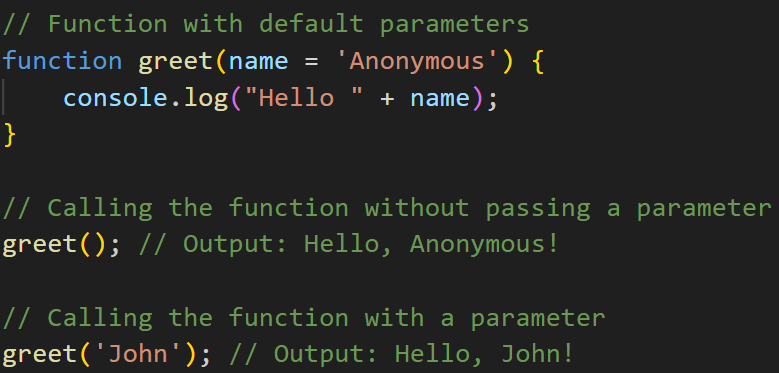 // Function with default parameters
function greet(name = 'Anonymous') {
    console.log("Hello " + name);
}
// Calling the function without passing a parameter
greet(); // Output: Hello, Anonymous!
// Calling the function with a parameter
greet('John'); // Output: Hello, John!